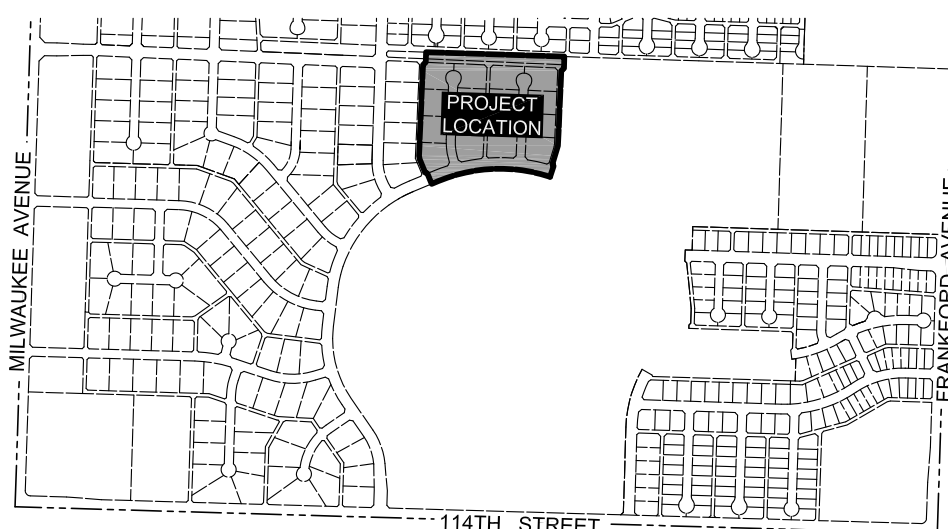 PROJECT
LOCATION
MILWAUKEE AVENUE
FRANKFORD AVENUE
114TH STREET